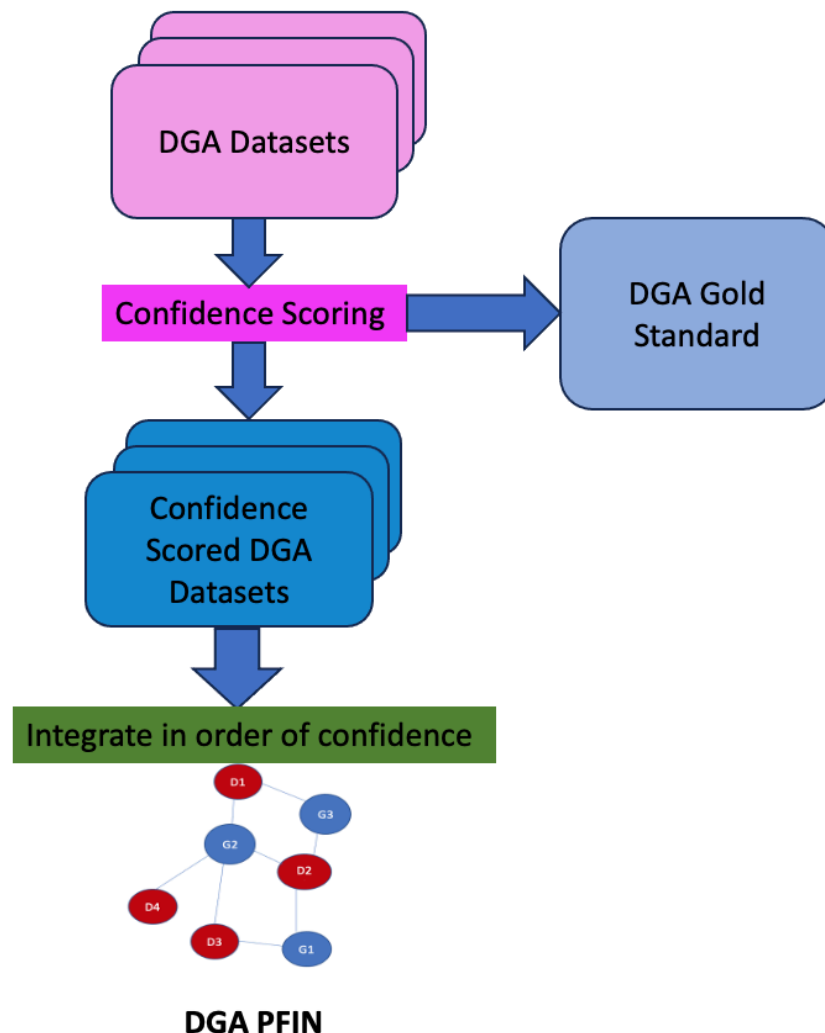 DGA Datasets
Confidence Scoring
DGA Gold
Standard
Confidence
Scored DGA
Datasets
Integrate in order of confidence
D1
G3
G2
D2
D4
D3
G1
DGA PFIN